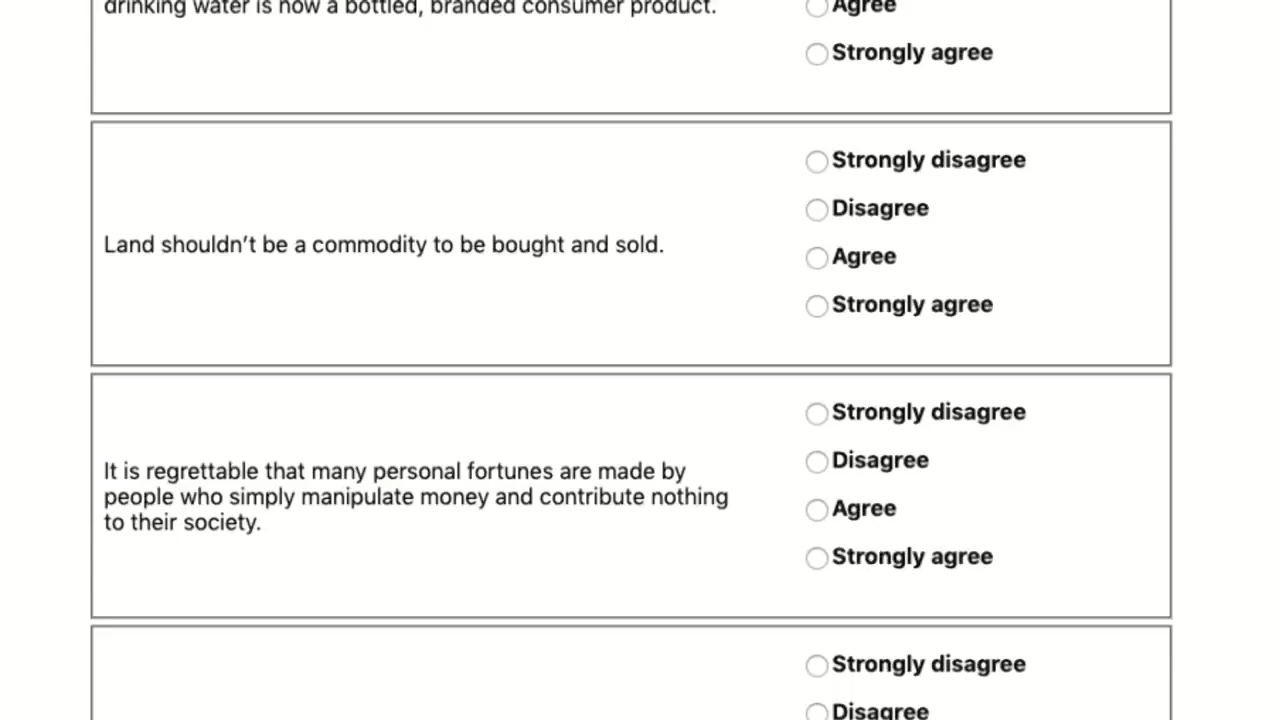 drinking water is now a bottled, branded consumer product.
Agree
Strongly agree
Strongly disagree
Disagree
Land shouldn’t be a commodity to be bought and sold.
Agree
Strongly agree
Strongly disagree
Disagree
It is regrettable that many personal fortunes are made by
people who simply manipulate money and contribute nothing
to their society.
Agree
Strongly agree
Strongly disagree
Disagree